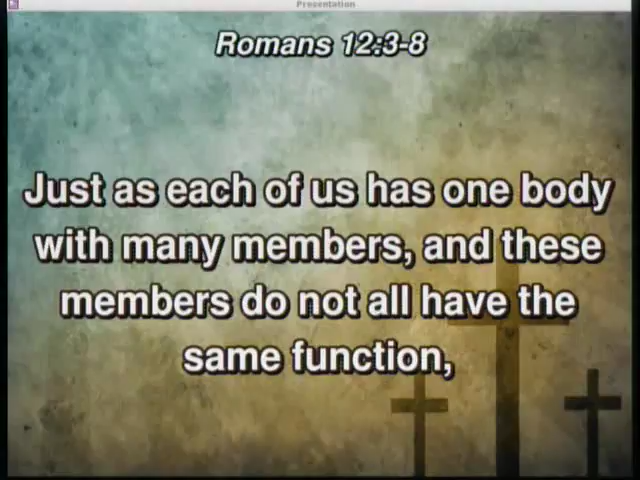 Presentation
Romans 12:3-8
Just as each of us has one body
with many members, and these
members do not all have the
same function,